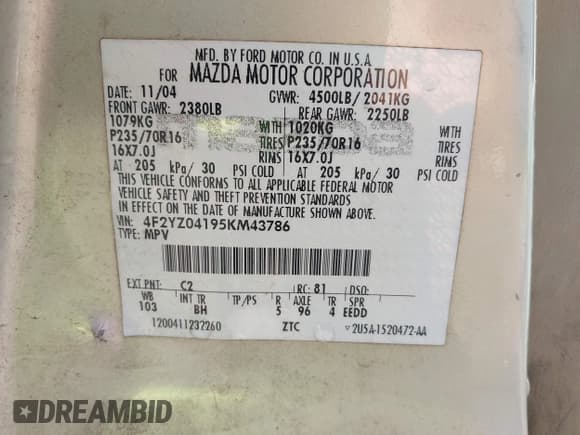 MFD. BY FORD MOTOR CO. IN U.S.A.
FOR MAZDA MOTOR CORPORATION
DATE: 11/04 GVWR: 4500LB/ 2041KG
FRONT GAWR: 2380LB REAR GAWR: 2250LB
1079KG WITH 1020KG WITH
P235/70R16 TIRES P235/70R16 TIRES
16X7.0J RIMS 16X7.0J RIMS
AT 205 kPa/ 30 PSI COLD AT 205 kPa/ 30 PSI COLD
THIS VEHICLE CONFORMS TO ALL APPLICABLE FEDERAL MOTOR
VEHICLE SAFETY AND THEFT PREVENTION STANDARDS
IN EFFECT ON THE DATE OF MANUFACTURE SHOWN ABOVE.
VIN: 4F2YZ04195KM43786
TYPE: MPV
EXT PNT: C2 RC: 81 DSO:
WB INT TR TP/PS R AXLE TR SPR
103 BH 5 96 4 EEDD
1200411232260 ZTC 2U5A-1520472-AA
DREAMBID